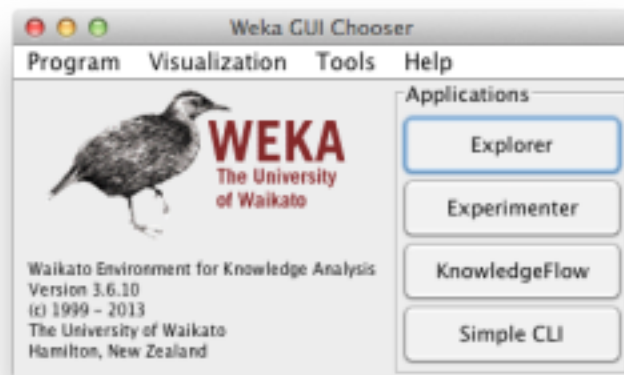 Weka GUI Chooser
Program Visualization Tools Help
WEKA
The University
of Waikato
Waikato Environment for Knowledge Analysis
Version 3.6.10
(c) 1999 – 2013
The University of Waikato
Hamilton, New Zealand
Applications
Explorer
Experimenter
KnowledgeFlow
Simple CLI